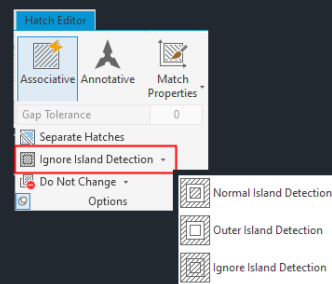 Hatch Editor
Associative Annotative Match Properties
Gap Tolerance 0
Separate Hatches
Ignore Island Detection
Do Not Change
Options
Normal Island Detection
Outer Island Detection
Ignore Island Detection